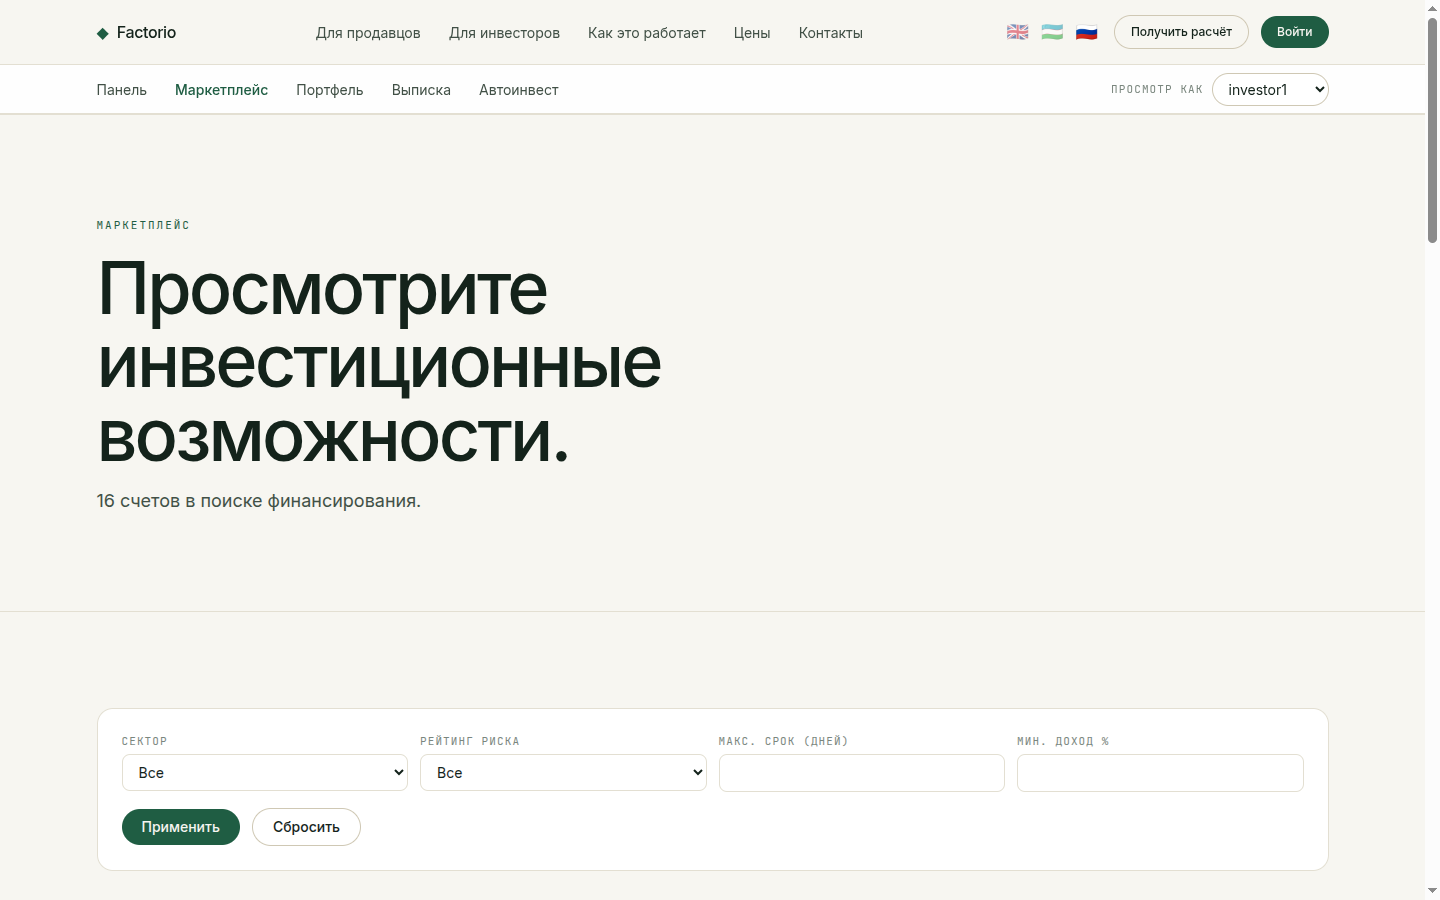 Factorio
Для продавцов
Для инвесторов
Как это работает
Цены
Контакты
Получить расчёт
Войти
Панель
Маркетплейс
Портфель
Выписка
Автоинвест
ПРОСМОТР КАК
investor1
МАРКЕТПЛЕЙС
Просмотрите
инвестиционные
возможности.
16 счетов в поиске финансирования.
СЕКТОР
РЕЙТИНГ РИСКА
МАКС. СРОК (ДНЕЙ)
МИН. ДОХОД %
Все
Все
Применить
Сбросить